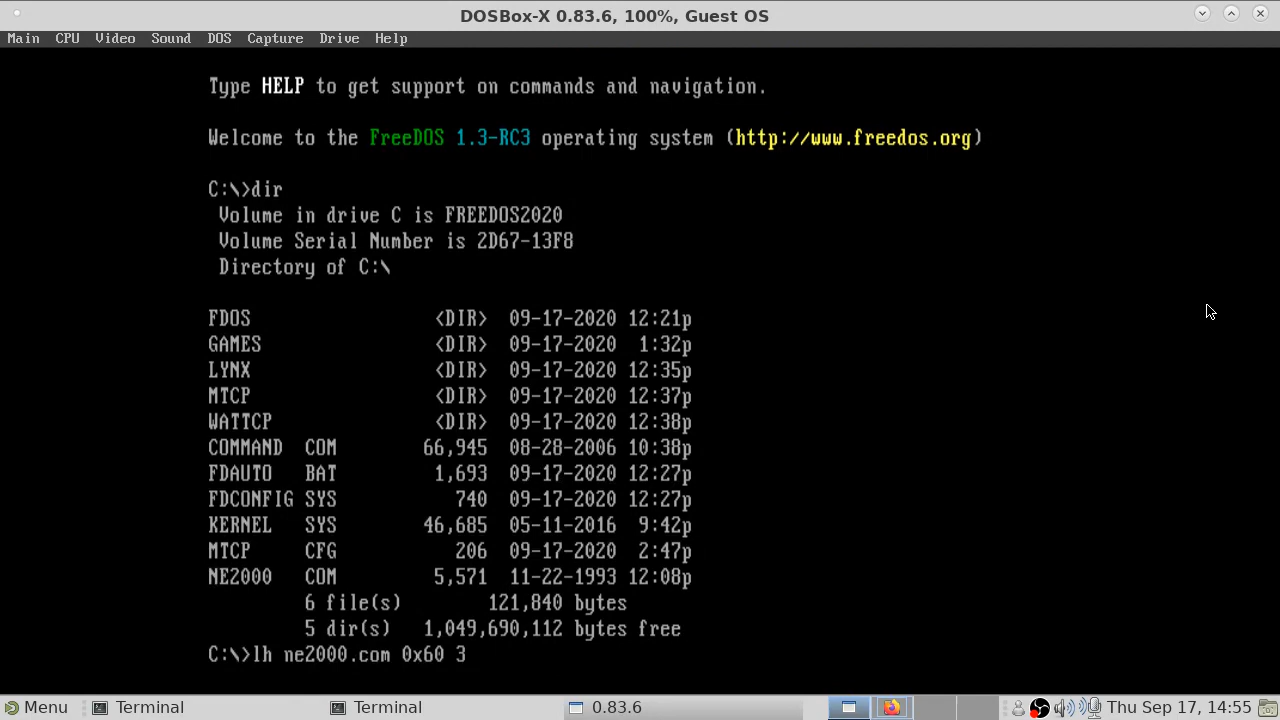 DOSBox-X 0.83.6, 100%, Guest OS
Main CPU Video Sound DOS Capture Drive Help
Type HELP to get support on commands and navigation.
Welcome to the FreeDOS 1.3-RC3 operating system (http://www.freedos.org)
C:\>dir
Volume in drive C is FREEDOS2020
Volume Serial Number is 2D67-13F8
Directory of C:\
FDOS <DIR> 09-17-2020 12:21p
GAMES <DIR> 09-17-2020 1:32p
LYNX <DIR> 09-17-2020 12:35p
MTCP <DIR> 09-17-2020 12:37p
WATTCP <DIR> 09-17-2020 12:38p
COMMAND COM 66,945 08-28-2006 10:38p
FDAUTO BAT 1,693 09-17-2020 12:27p
FDCONFIG SYS 740 09-17-2020 12:27p
KERNEL SYS 46,685 05-11-2016 9:42p
MTCP CFG 206 09-17-2020 2:47p
NE2000 COM 5,571 11-22-1993 12:08p
6 file(s) 121,840 bytes
5 dir(s) 1,049,690,112 bytes free
C:\>lh ne2000.com 0x60 3
Menu Terminal Terminal 0.83.6 Thu Sep 17, 14:55